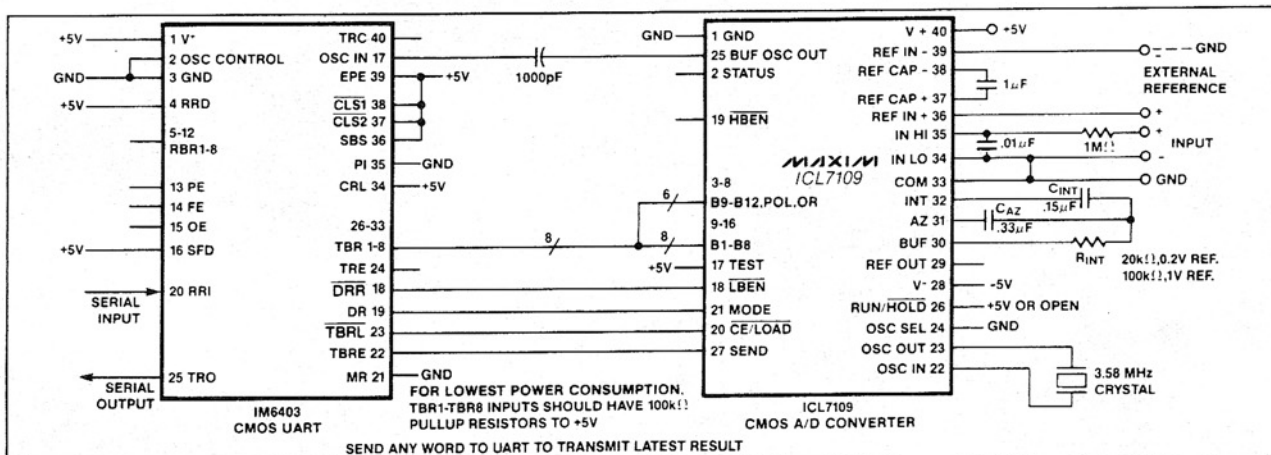 +5V
1 V⁺
2 OSC CONTROL
GND
3 GND
+5V
4 RRD
5-12
RBR1-8
13 PE
14 FE
15 OE
+5V
16 SFD
SERIAL
INPUT
20 RRI
SERIAL
OUTPUT
25 TRO
TRC 40
OSC IN 17
EPE 39
+5V
CLS1 38
CLS2 37
SBS 36
PI 35
GND
CRL 34
+5V
26-33
TBR 1-8
TRE 24
DRR 18
DR 19
TBRL 23
TBRE 22
MR 21
GND
IM6403
CMOS UART
1000pF
8
6
8
FOR LOWEST POWER CONSUMPTION,
TBR1-TBR8 INPUTS SHOULD HAVE 100kΩ
PULLUP RESISTORS TO +5V
GND
1 GND
25 BUF OSC OUT
2 STATUS
19 HBEN
3-8
B9-B12,POL,OR
9-16
B1-B8
+5V
17 TEST
18 LBEN
21 MODE
20 CE/LOAD
27 SEND
MAXIM
ICL7109
V + 40
+5V
REF IN - 39
- --- GND
REF CAP - 38
EXTERNAL
REFERENCE
1μF
REF CAP + 37
REF IN + 36
+
IN HI 35
.01μF
1MΩ
+
INPUT
IN LO 34
-
COM 33
GND
INT 32
C_INT
.15μF
AZ 31
C_AZ
.33μF
BUF 30
R_INT
20kΩ,0.2V REF.
100kΩ,1V REF.
REF OUT 29
V- 28
-5V
RUN/HOLD 26
+5V OR OPEN
OSC SEL 24
GND
OSC OUT 23
OSC IN 22
3.58 MHz
CRYSTAL
ICL7109
CMOS A/D CONVERTER
SEND ANY WORD TO UART TO TRANSMIT LATEST RESULT